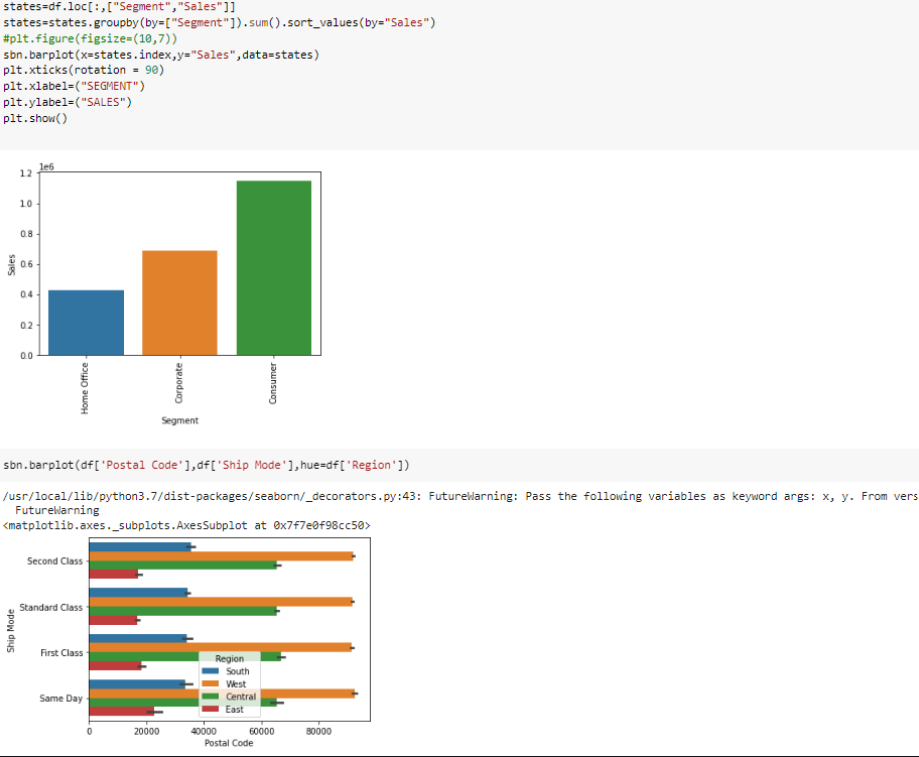 states=df.loc[:,["Segment","Sales"]]
states=states.groupby(by=["Segment"]).sum().sort_values(by="Sales")
#plt.figure(figsize=(10,7))
sbn.barplot(x=states.index,y="Sales",data=states)
plt.xticks(rotation = 90)
plt.xlabel=("SEGMENT")
plt.ylabel=("SALES")
plt.show()
1e6
1.2
1.0
0.8
0.6
0.4
0.2
0.0
Sales
Home Office
Corporate
Consumer
Segment
sbn.barplot(df['Postal Code'],df['Ship Mode'],hue=df['Region'])
/usr/local/lib/python3.7/dist-packages/seaborn/_decorators.py:43: FutureWarning: Pass the following variables as keyword args: x, y. From vers
FutureWarning
<matplotlib.axes._subplots.AxesSubplot at 0x7f7e0f98cc50>
Second Class
Standard Class
First Class
Same Day
Ship Mode
Region
South
West
Central
East
0 20000 40000 60000 80000
Postal Code